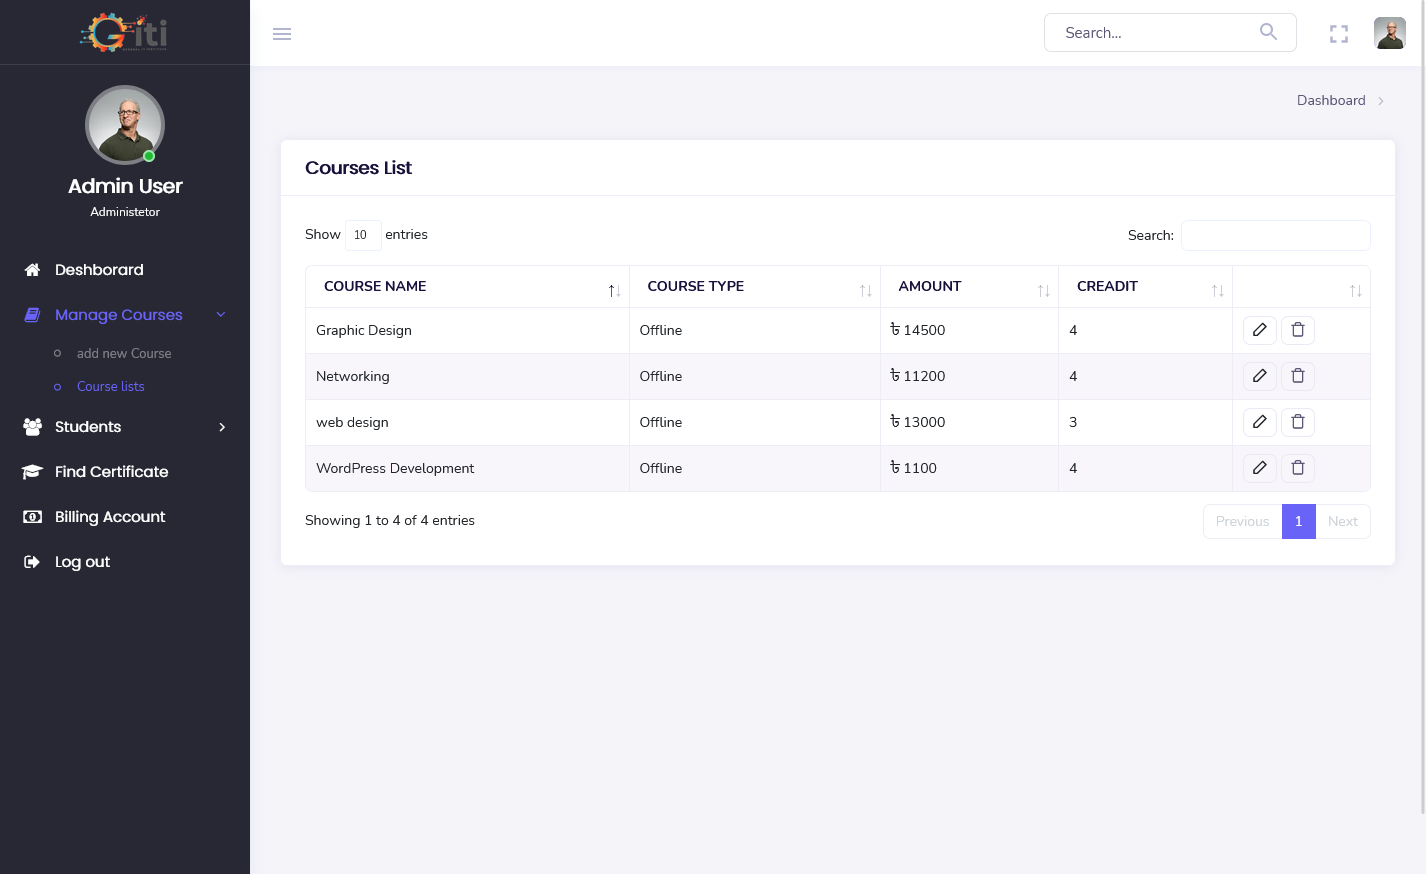 Giti
Admin User
Administetor
Deshborard
Manage Courses
add new Course
Course lists
Students
Find Certificate
Billing Account
Log out
Search...
Dashboard
Courses List
Show 10 entries
Search:
COURSE NAME COURSE TYPE AMOUNT CREADIT
Graphic Design Offline ৳ 14500 4
Networking Offline ৳ 11200 4
web design Offline ৳ 13000 3
WordPress Development Offline ৳ 1100 4
Showing 1 to 4 of 4 entries
Previous 1 Next